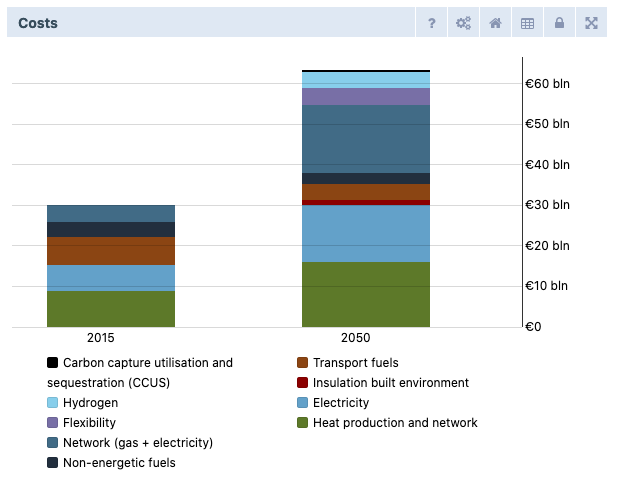 Costs
?
€60 bln
€50 bln
€40 bln
€30 bln
€20 bln
€10 bln
€0
2015 2050
Carbon capture utilisation and
sequestration (CCUS)
Hydrogen
Flexibility
Network (gas + electricity)
Non-energetic fuels
Transport fuels
Insulation built environment
Electricity
Heat production and network